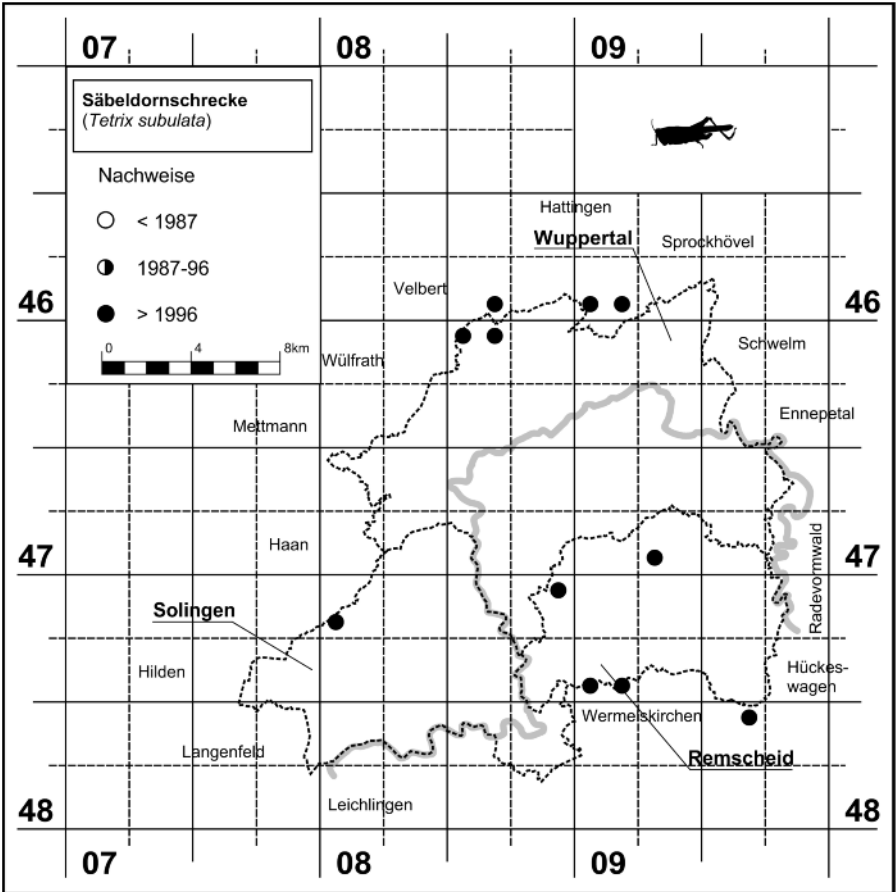 07 08 09
Säbeldornschrecke
(Tetrix subulata)
Nachweise
< 1987
1987-96
> 1996
0 4 8km
Hattingen
Wuppertal
Sprockhövel
Velbert
46 46
Schwelm
Wülfrath
Ennepetal
Mettmann
Haan
47 47
Radevormwald
Solingen
Hilden
Hückes-
wagen
Wermelskirchen
Langenfeld
Remscheid
Leichlingen
48 48
07 08 09